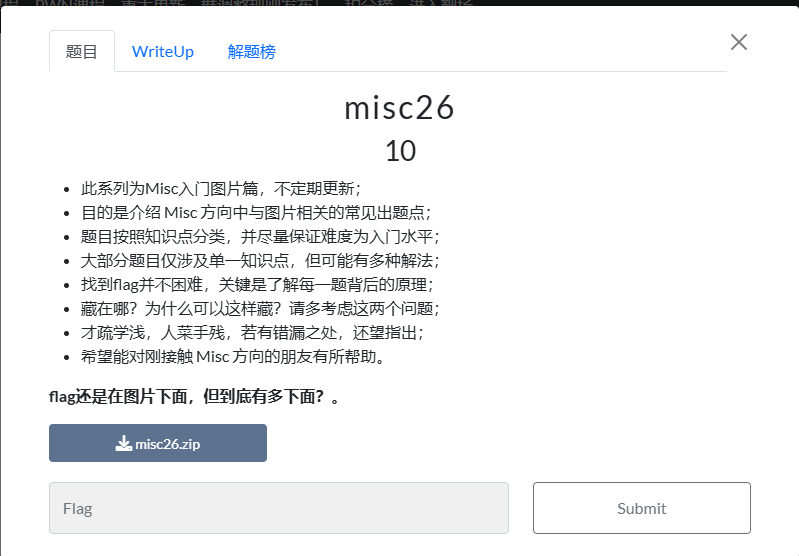 题目 WriteUp 解题榜
misc26
10
此系列为Misc入门图片篇，不定期更新；
目的是介绍 Misc 方向中与图片相关的常见出题点；
题目按照知识点分类，并尽量保证难度为入门水平；
大部分题目仅涉及单一知识点，但可能有多种解法；
找到flag并不困难，关键是了解每一题背后的原理；
藏在哪？为什么可以这样藏？请多考虑这两个问题；
才疏学浅，人菜手残，若有错漏之处，还望指出；
希望能对刚接触 Misc 方向的朋友有所帮助。
flag还是在图片下面，但到底有多下面？。
misc26.zip
Flag Submit